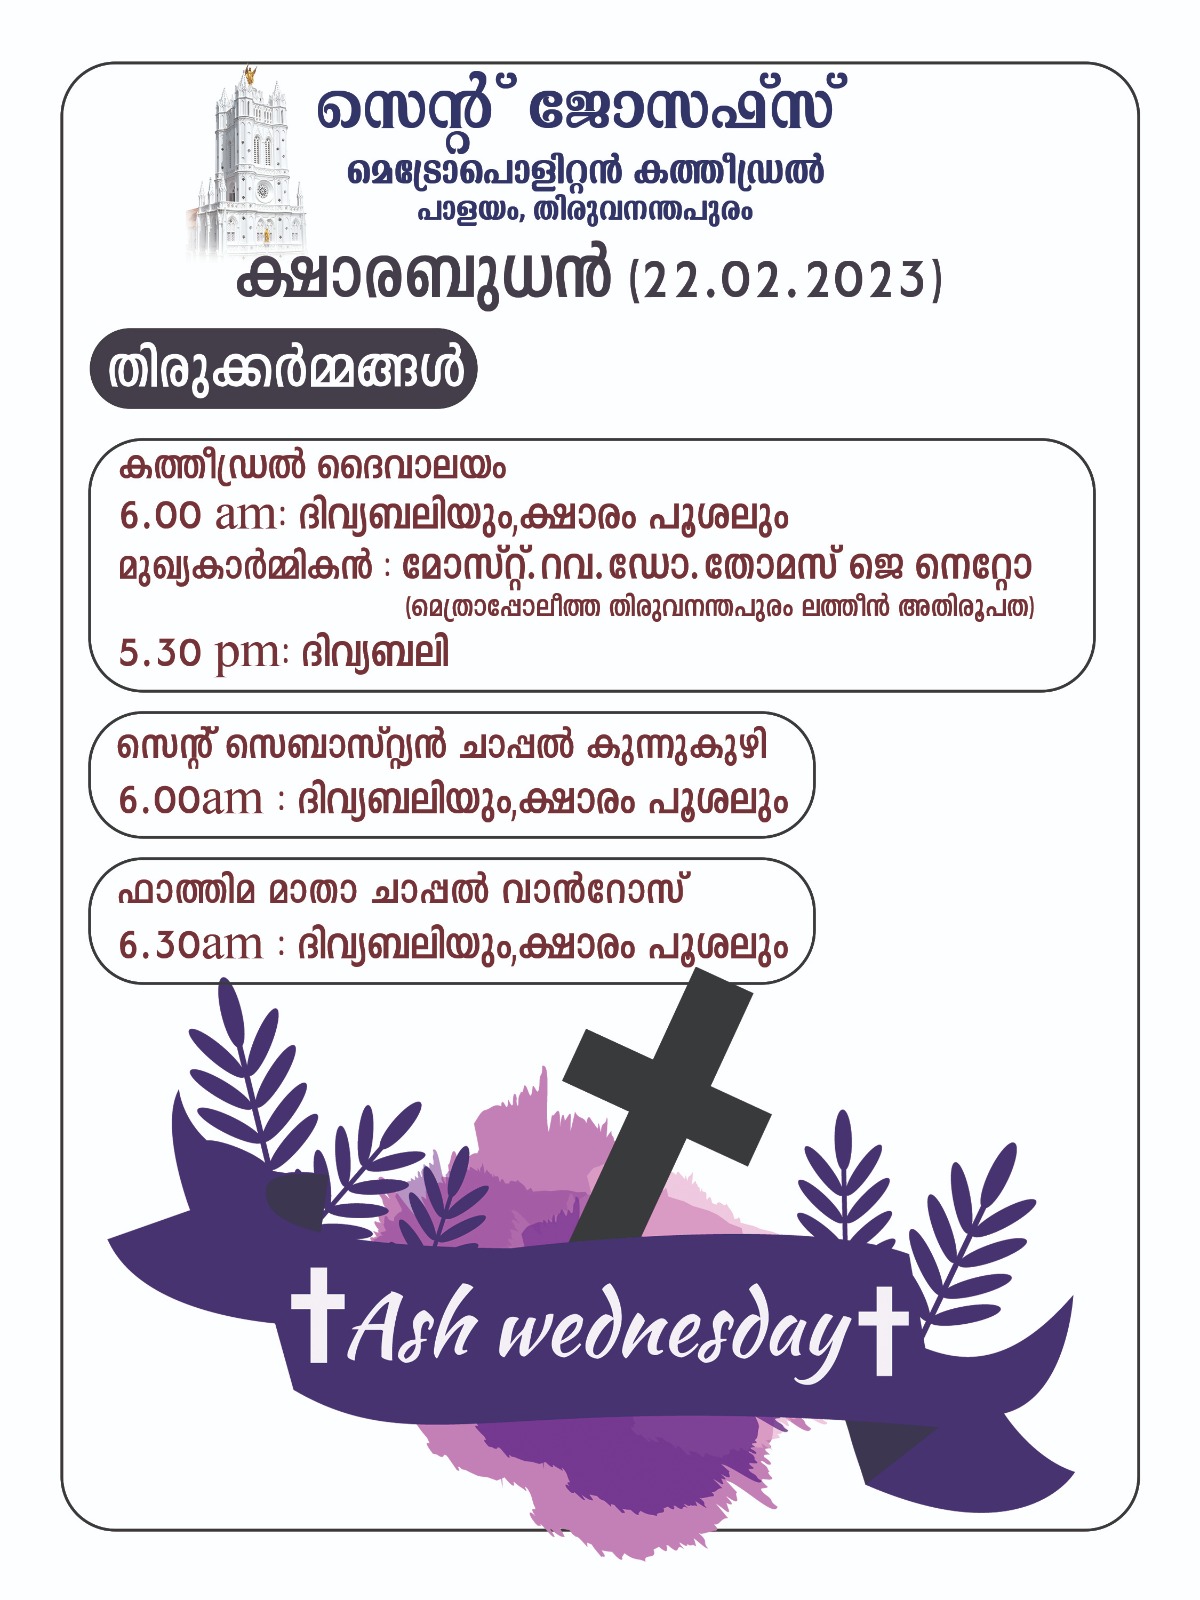 സെന്റ് ജോസഫ്സ്
മെട്രോപൊളിറ്റൻ കത്തീഡ്രൽ
പാളയം, തിരുവനന്തപുരം
ക്ഷാരബുധൻ (22.02.2023)
തിരുക്കർമ്മങ്ങൾ
കത്തീഡ്രൽ ദൈവാലയം
6.00 am: ദിവ്യബലിയും,ക്ഷാരം പൂശലും
മുഖ്യകാർമ്മികൻ : മോസ്റ്റ്.റവ.ഡോ.തോമസ് ജെ നെറ്റോ
(മെത്രാപ്പോലീത്ത തിരുവനന്തപുരം ലത്തീൻ അതിരൂപത)
5.30 pm: ദിവ്യബലി
സെന്റ് സെബാസ്റ്റ്യൻ ചാപ്പൽ കുന്നുകുഴി
6.00am : ദിവ്യബലിയും,ക്ഷാരം പൂശലും
ഫാത്തിമ മാതാ ചാപ്പൽ വാൻറോസ്
6.30am : ദിവ്യബലിയും,ക്ഷാരം പൂശലും
Ash wednesday